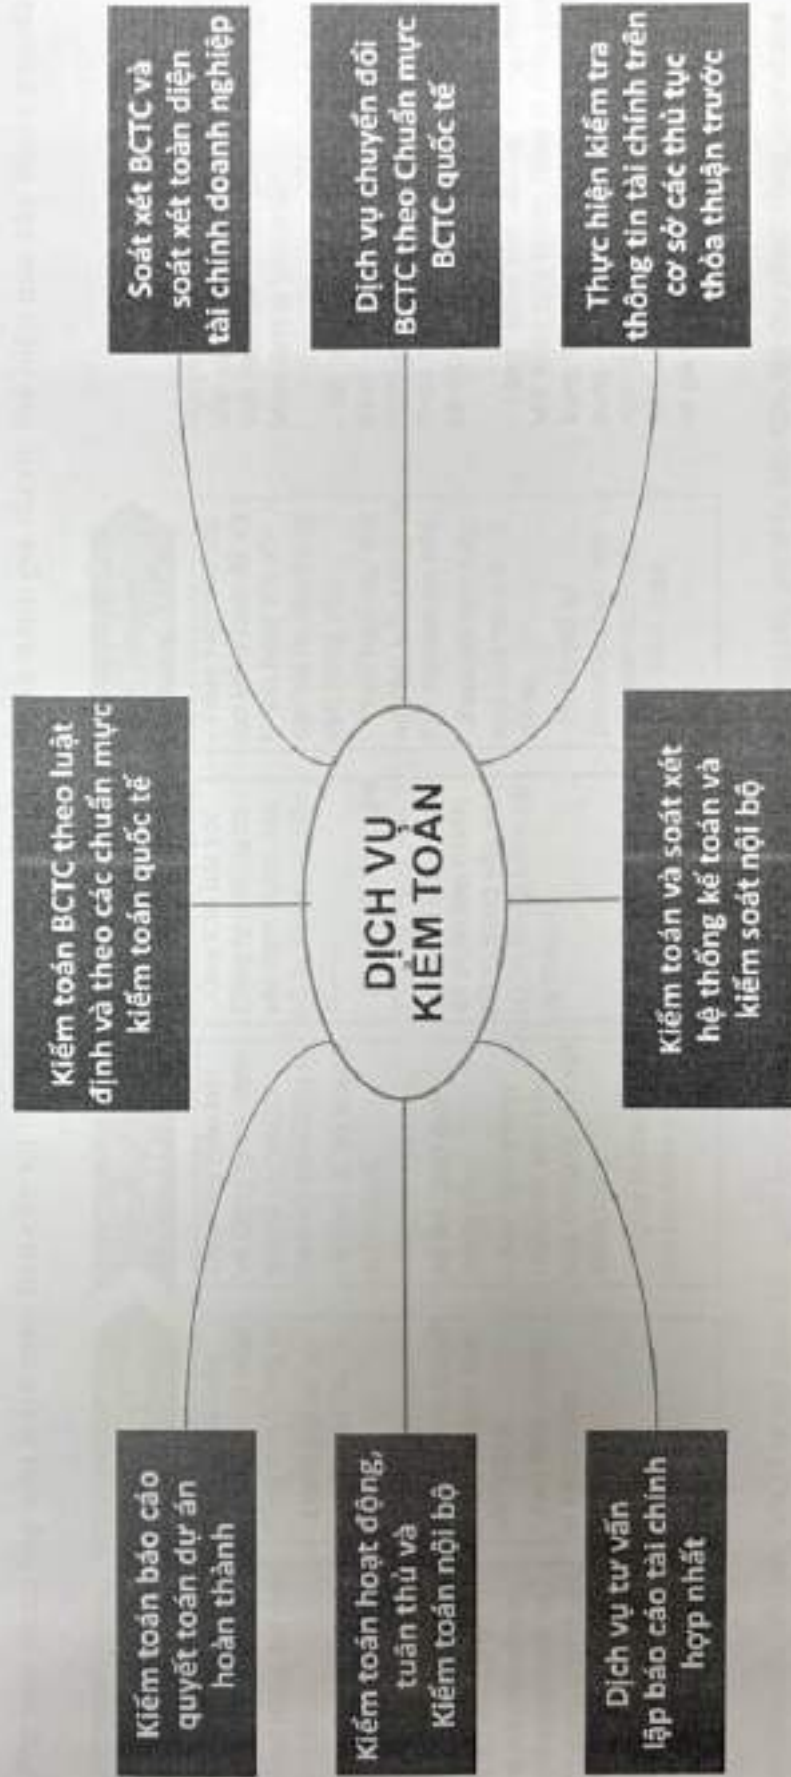 Kiểm toán BCTC theo luật
định và theo các chuẩn mực
kiểm toán quốc tế
Kiểm toán báo cáo
quyết toán dự án
hoàn thành
Soát xét BCTC và
soát xét toàn diện
tài chính doanh nghiệp
Kiểm toán hoạt động,
tuân thủ và
Kiểm toán nội bộ
DỊCH VỤ
KIỂM TOÁN
Dịch vụ chuyển đổi
BCTC theo Chuẩn mực
BCTC quốc tế
Dịch vụ tư vấn
lập báo cáo tài chính
hợp nhất
Kiểm toán và soát xét
hệ thống kế toán và
kiểm soát nội bộ
Thực hiện kiểm tra
thông tin tài chính trên
cơ sở các thủ tục
thỏa thuận trước